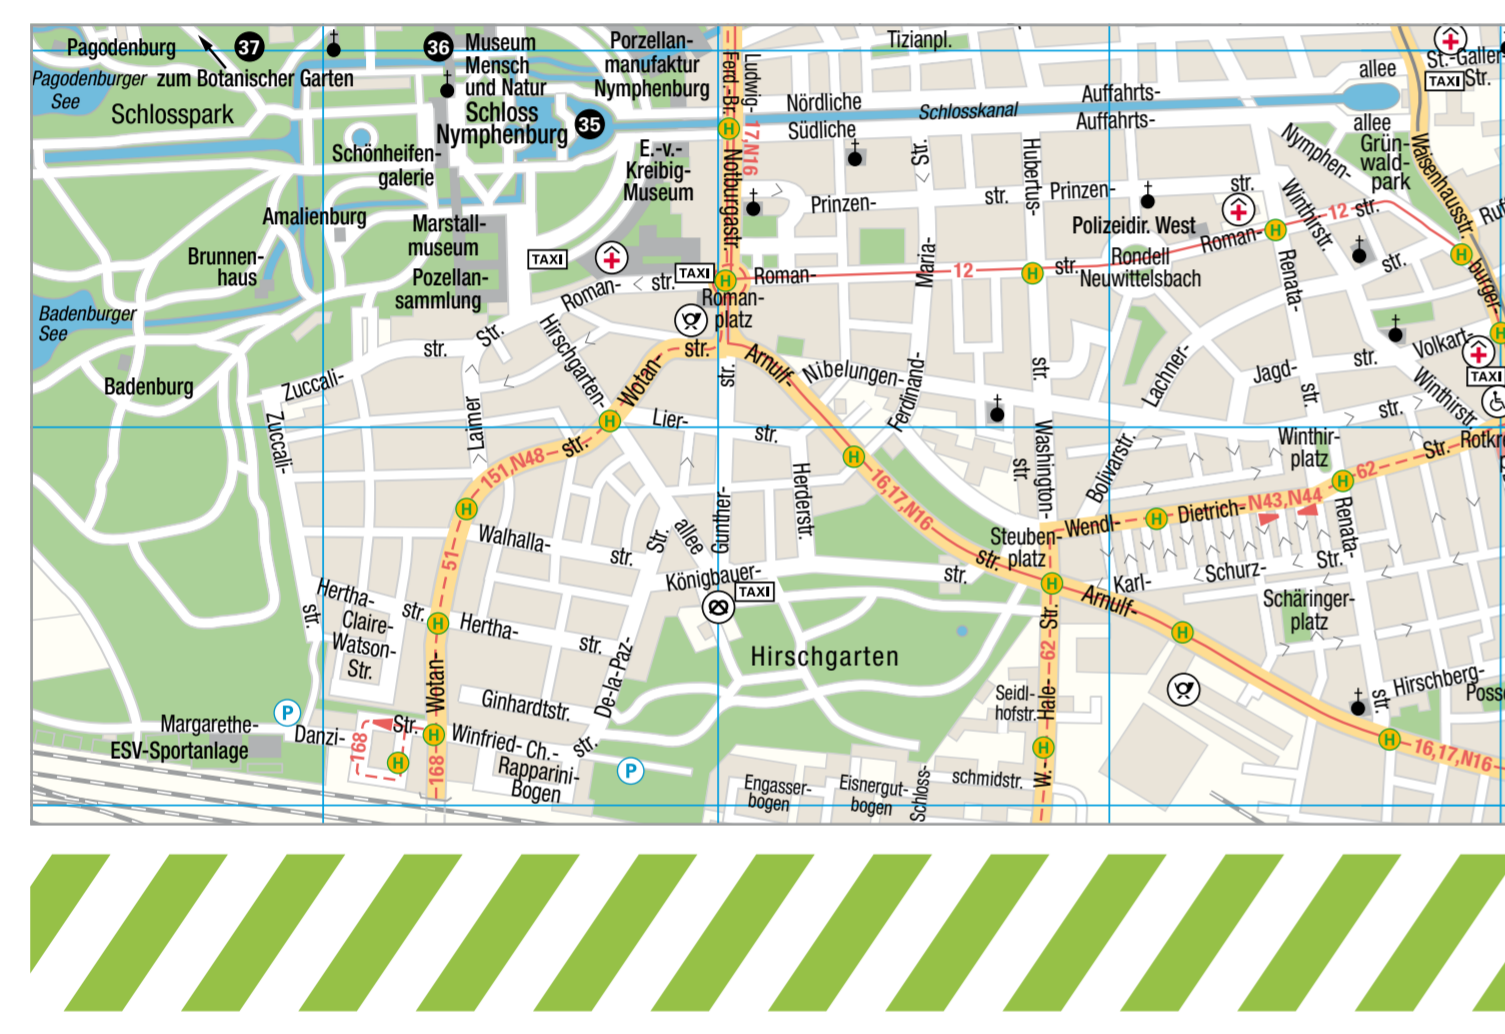 Pagodenburg
37
36
Museum
Mensch
und Natur
Porzellan-
manufaktur
Nymphenburg
Tizianpl.
St.-Galler
Str.
TAXI
Pagodenburger
See
zum Botanischer Garten
Schlosspark
Schloss
Nymphenburg
35
Ferd.-Br.
Ludwig-
17,N16
Nördliche
Schlosskanal
Auffahrts-
allee
Südliche
Auffahrts-
allee
Grün-
wald-
park
Nymphen-
Waisenhausstr.
Schönheifen-
galerie
E.-v.-
Kreibig-
Museum
Notburgastr.
Str.
Hubertus-
Prinzen-
str.
Prinzen-
str.
Amalienburg
Marstall-
museum
Polizeidir. West
Winthirstr.
12
str.
Ruf
Brunnen-
haus
TAXI
TAXI
Pozellan-
sammlung
Roman-
str.
Roman-
Maria-
12
str.
Rondell
Neuwittelsbach
Roman-
Renata-
str.
burger-
Roman-
platz
Badenburger
See
Badenburg
Zuccali-
str.
Str.
Hirschgarten-
Wotan-
str.
str.
Arnulf-
Nibelungen-
Ferdinand-
str.
Lachner-
Jagd-
str.
str.
Volkart-
TAXI
Winthirstr.
str.
Zuccali-
Laimer
151,N48
str.
Lier-
str.
Washington-
str.
Bolivarstr.
Winthir-
platz
62
Str.
Rotkre
Herderstr.
Gunther-
16,17,N16
51
Walhalla-
str.
Str.
allee
Steuben-
platz
Wendl-
Dietrich-
N43,N44
Renata-
Königbauer-
TAXI
str.
str.
Karl-
Schurz-
Str.
Hertha-
str.
str.
Claire-
Watson-
Str.
Hertha-
str.
Hirschgarten
Str.
Arnulf-
Schäringer-
platz
62
Wotan-
De-la-Paz-
str.
Ginhardtstr.
Seidl-
hofstr.
Hale-
Hirschberg-
str.
Posse
P
Margarethe-
Danzi-
Str.
168
ESV-Sportanlage
Winfried-
Ch.-
Rapparini-
Bogen
168
P
Engasser-
bogen
Eisnergut-
bogen
Schloss-
schmidstr.
W.-
16,17,N16